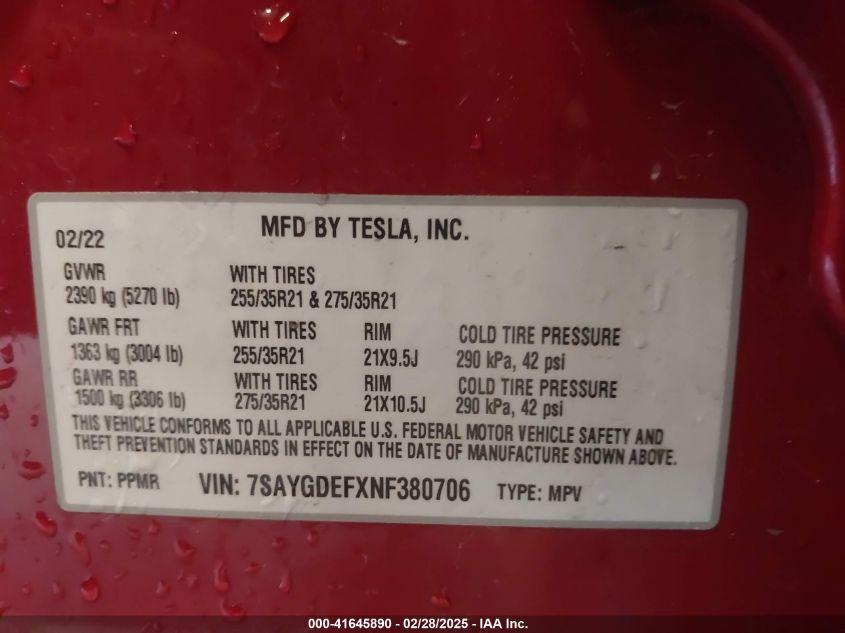 MFD BY TESLA, INC.
02/22
GVWR WITH TIRES
2390 kg (5270 lb) 255/35R21 & 275/35R21
GAWR FRT WITH TIRES RIM COLD TIRE PRESSURE
1363 kg (3004 lb) 255/35R21 21X9.5J 290 kPa, 42 psi
GAWR RR WITH TIRES RIM COLD TIRE PRESSURE
1500 kg (3306 lb) 275/35R21 21X10.5J 290 kPa, 42 psi
THIS VEHICLE CONFORMS TO ALL APPLICABLE U.S. FEDERAL MOTOR VEHICLE SAFETY AND
THEFT PREVENTION STANDARDS IN EFFECT ON THE DATE OF MANUFACTURE SHOWN ABOVE.
PNT: PPMR VIN: 7SAYGDEFXNF380706 TYPE: MPV
000-41645890 - 02/28/2025 - IAA Inc.